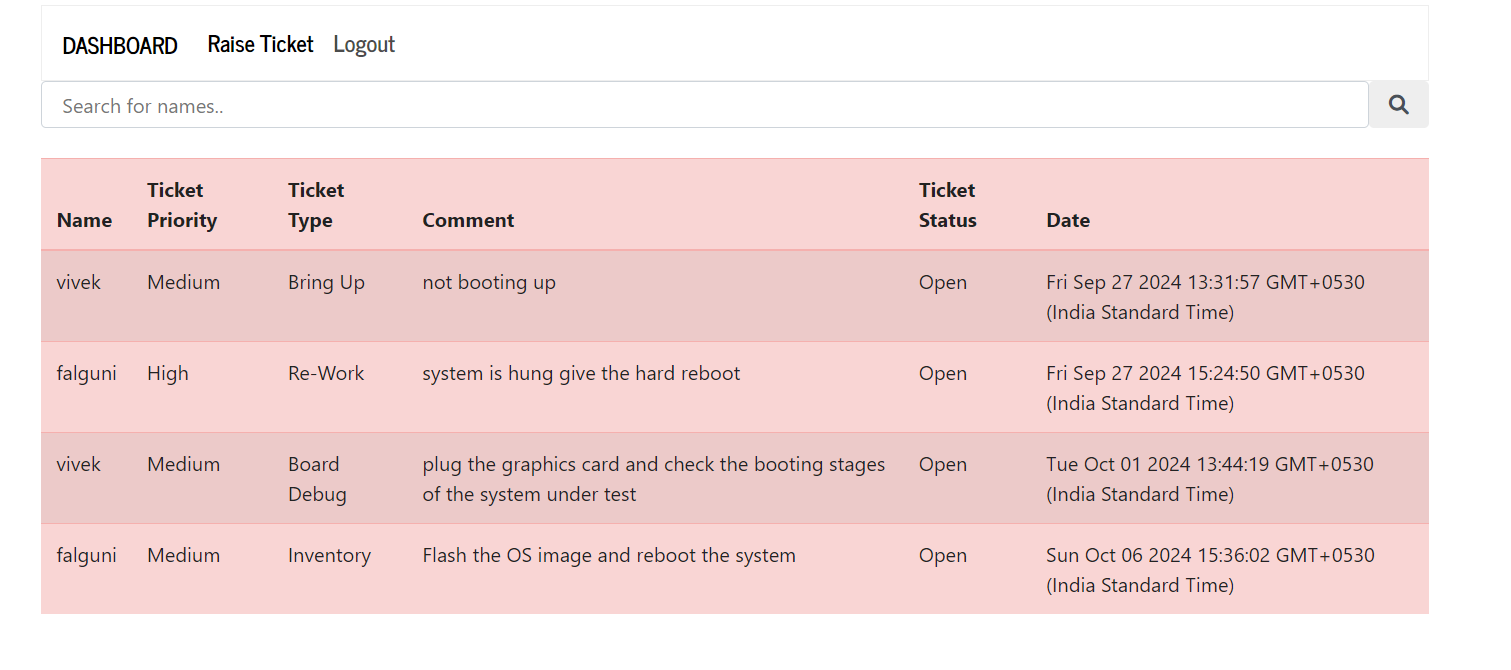 DASHBOARD Raise Ticket Logout
Search for names..
Name Ticket Priority Ticket Type Comment Ticket Status Date
vivek Medium Bring Up not booting up Open Fri Sep 27 2024 13:31:57 GMT+0530
(India Standard Time)
falguni High Re-Work system is hung give the hard reboot Open Fri Sep 27 2024 15:24:50 GMT+0530
(India Standard Time)
vivek Medium Board Debug plug the graphics card and check the booting stages of the system under test Open Tue Oct 01 2024 13:44:19 GMT+0530
(India Standard Time)
falguni Medium Inventory Flash the OS image and reboot the system Open Sun Oct 06 2024 15:36:02 GMT+0530
(India Standard Time)